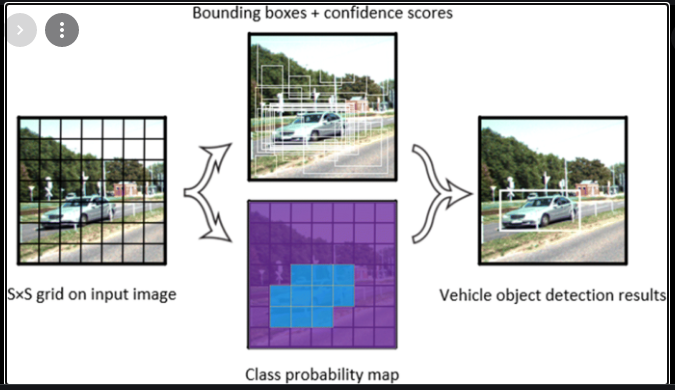 Bounding boxes + confidence scores
S×S grid on input image
Vehicle object detection results
Class probability map